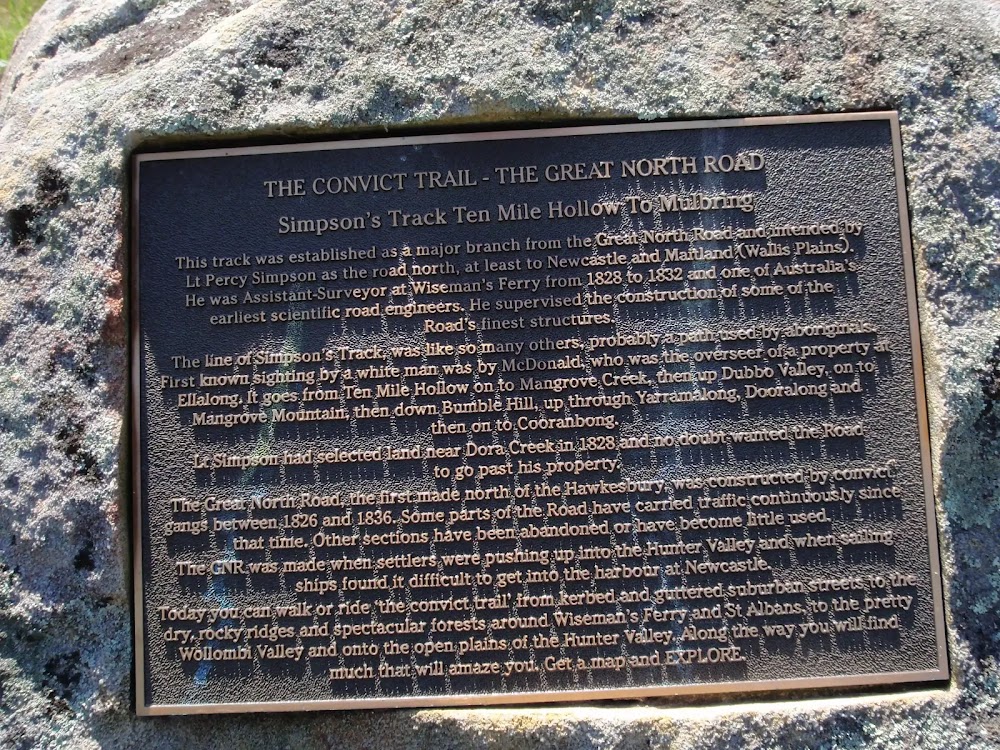 THE CONVICT TRAIL - THE GREAT NORTH ROAD
Simpson's Track Ten Mile Hollow To Mulbring
This track was established as a major branch from the Great North Road and intended by
Lt Percy Simpson as the road north, at least to Newcastle and Maitland (Wallis Plains).
He was Assistant-Surveyor at Wiseman's Ferry from 1828 to 1832 and one of Australia's
earliest scientific road engineers. He supervised the construction of some of the
Road's finest structures.
The line of Simpson's Track, was like so many others, probably a path used by aboriginals.
First known sighting by a white man was by McDonald, who was the overseer of a property at
Ellalong. It goes from Ten Mile Hollow on to Mangrove Creek, then up Dubbo Valley, on to
Mangrove Mountain, then down Bumble Hill, up through Yarramalong, Dooralong and
then on to Cooranbong.
Lt Simpson had selected land near Dora Creek in 1828 and no doubt wanted the Road
to go past his property.
The Great North Road, the first made north of the Hawkesbury, was constructed by convict
gangs between 1826 and 1836. Some parts of the Road have carried traffic continuously since
that time. Other sections have been abandoned or have become little used.
The GNR was made when settlers were pushing up into the Hunter Valley and when sailing
ships found it difficult to get into the harbour at Newcastle.
Today you can walk or ride 'the convict trail' from kerbed and guttered suburban streets to the
dry, rocky ridges and spectacular forests around Wiseman's Ferry and St Albans, to the pretty
Wollombi Valley and onto the open plains of the Hunter Valley. Along the way you will find
much that will amaze you. Get a map and EXPLORE.